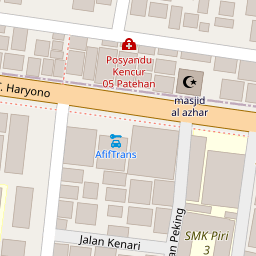 Posyandu
Kencur
05 Patehan
masjid
al azhar
T. Haryono
AfifTrans
an Peking
SMK Piri
3
Jalan Kenari